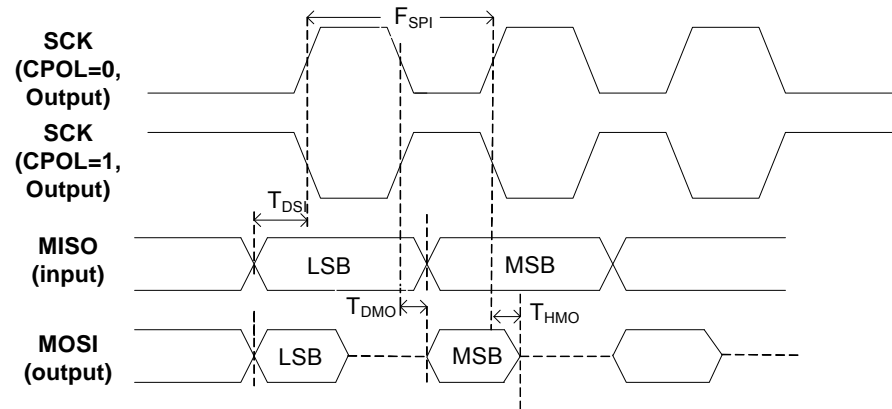 F_SPI
SCK
(CPOL=0,
Output)
SCK
(CPOL=1,
Output)
T_DSI
MISO
(input)
LSB
MSB
T_DMO
T_HMO
MOSI
(output)
LSB
MSB